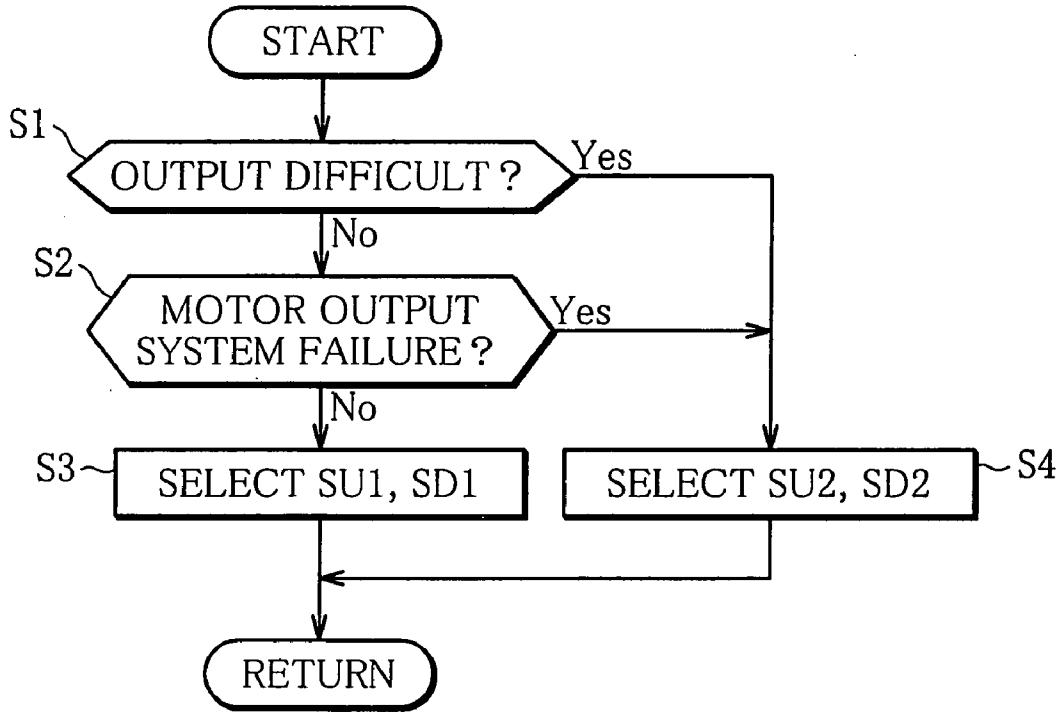 START
S1
OUTPUT DIFFICULT ?
Yes
No
S2
MOTOR OUTPUT
SYSTEM FAILURE ?
Yes
No
S3
SELECT SU1, SD1
SELECT SU2, SD2
S4
RETURN